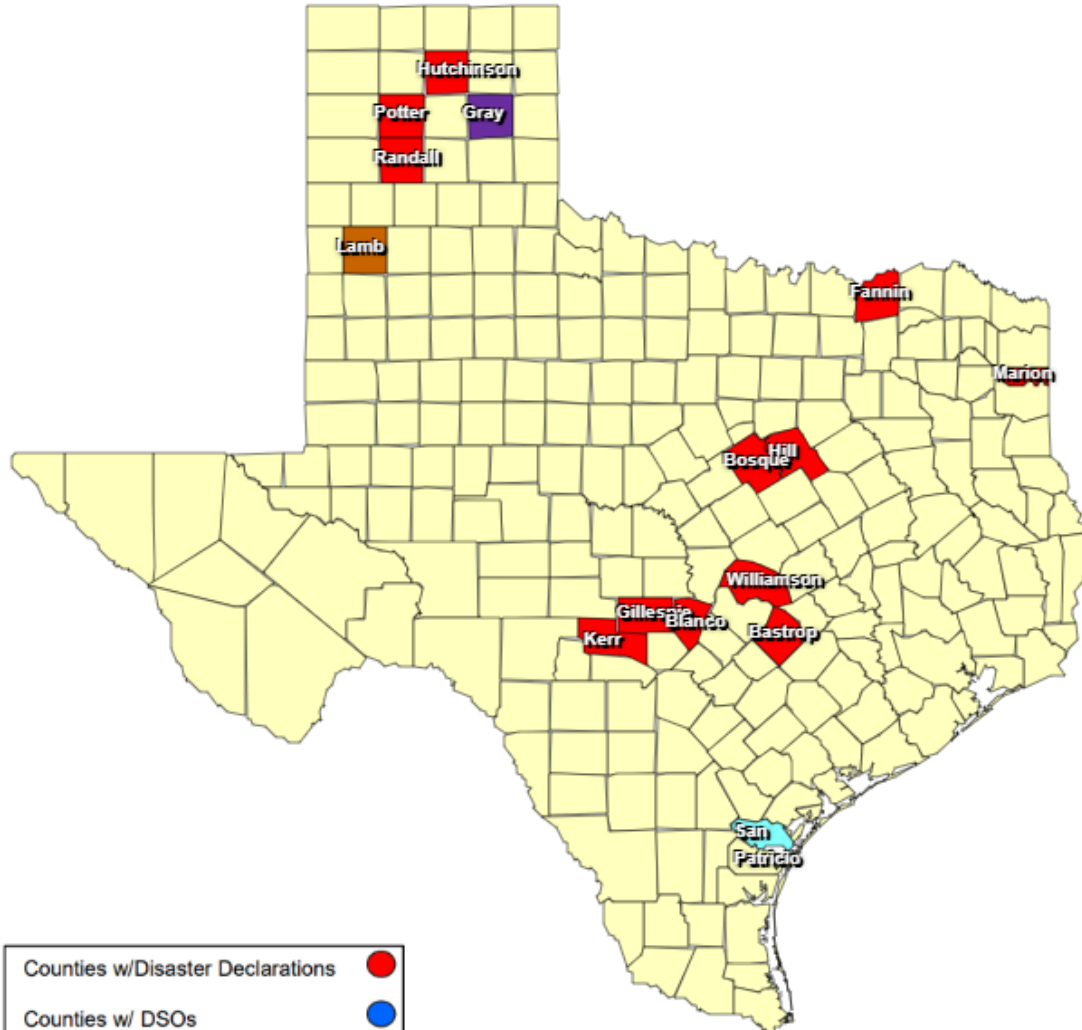 Hutchinson
Potter
Gray
Randall
Lamb
Fannin
Marion
Hill
Bosque
Williamson
Gillespie
Blanco
Bastrop
Kerr
San
Patricio
Counties w/Disaster Declarations
Counties w/ DSOs